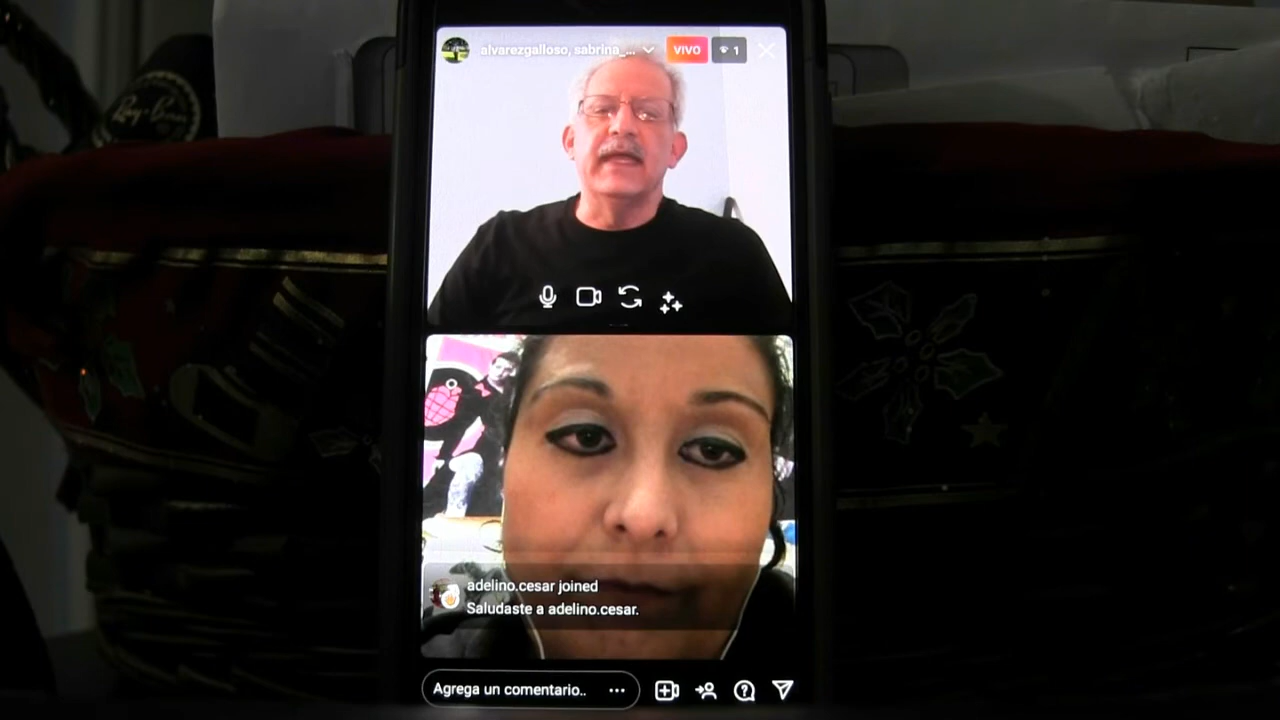 alvarezgalloso, sabrina_...
VIVO
1
adelino.cesar joined
Saludaste a adelino.cesar.
Agrega un comentario..